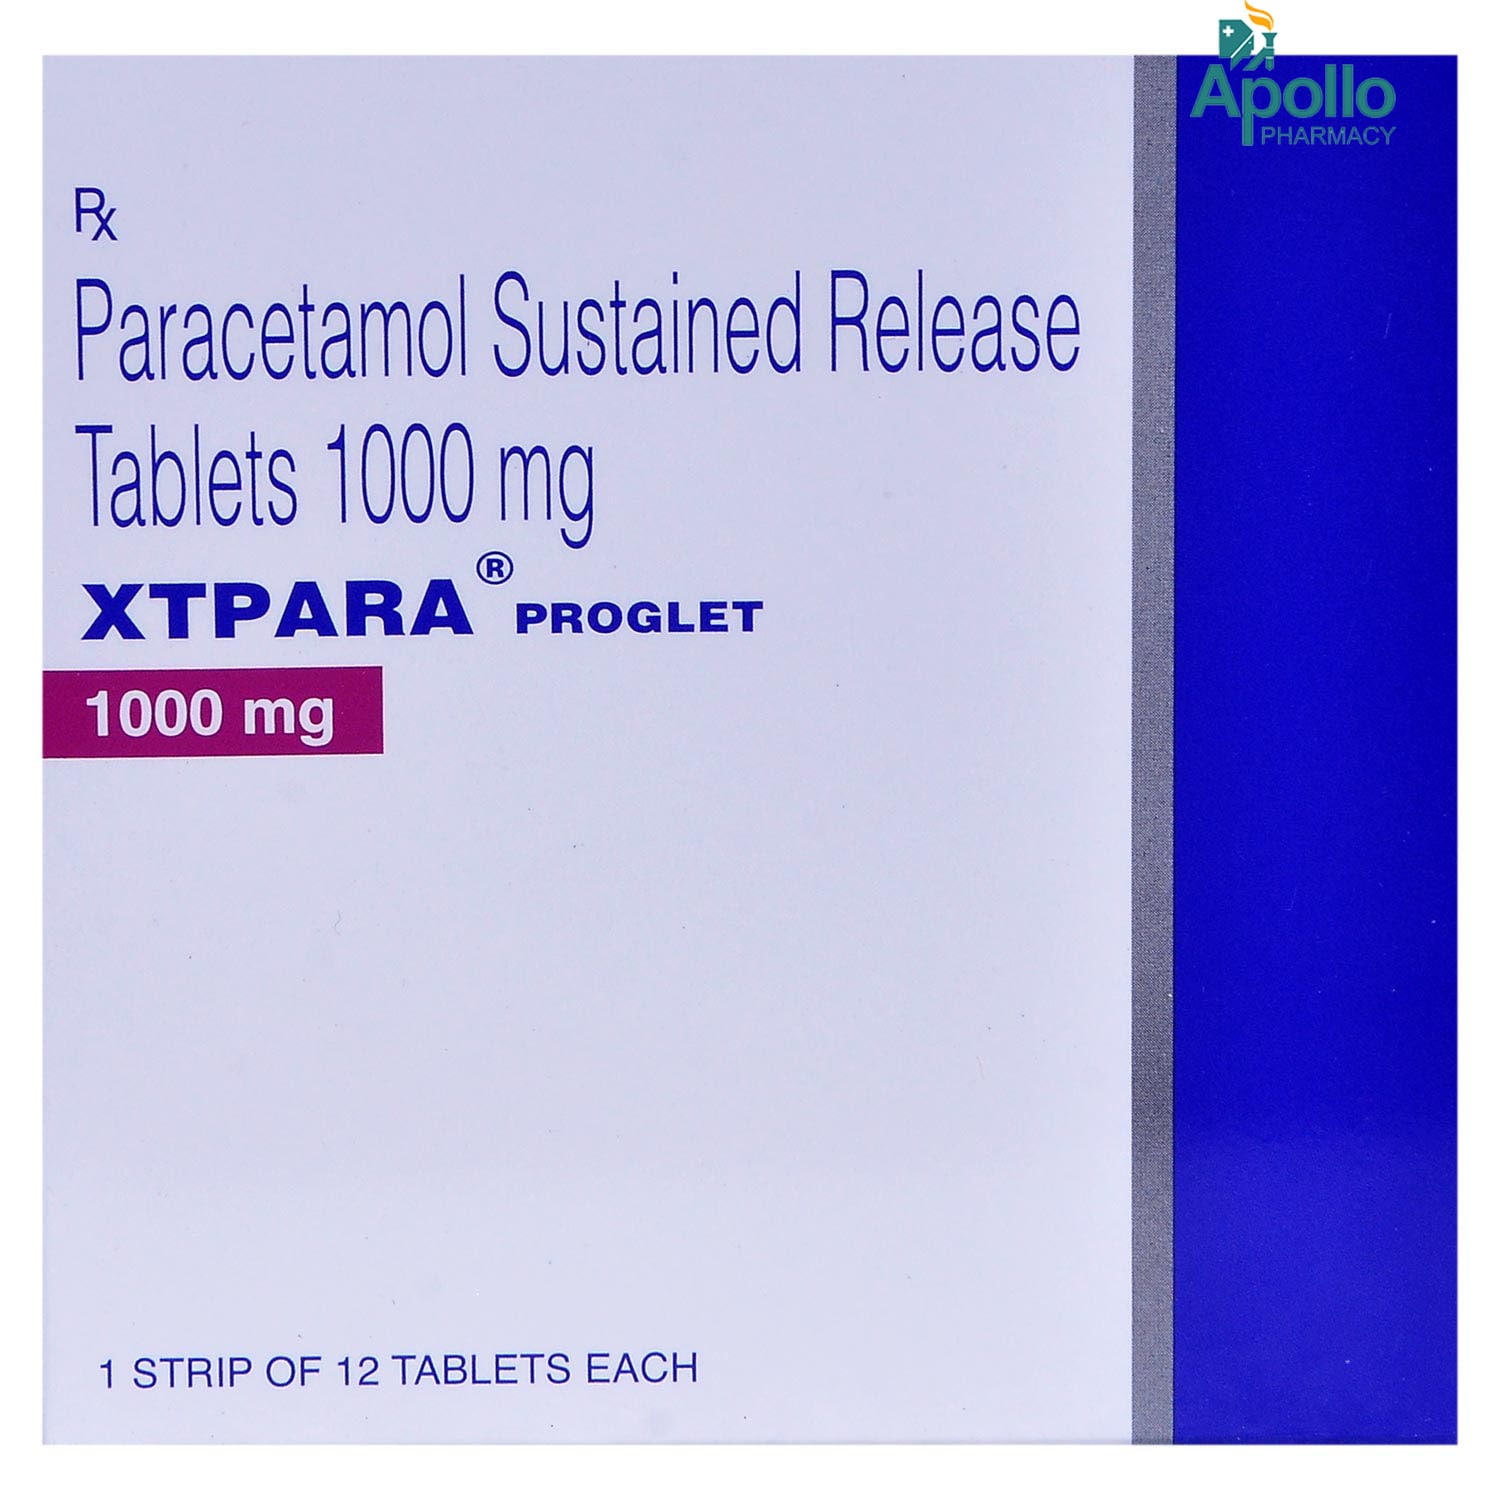 Apollo
PHARMACY
Rx
Paracetamol Sustained Release
Tablets 1000 mg
XTPARA® PROGLET
1000 mg
1 STRIP OF 12 TABLETS EACH